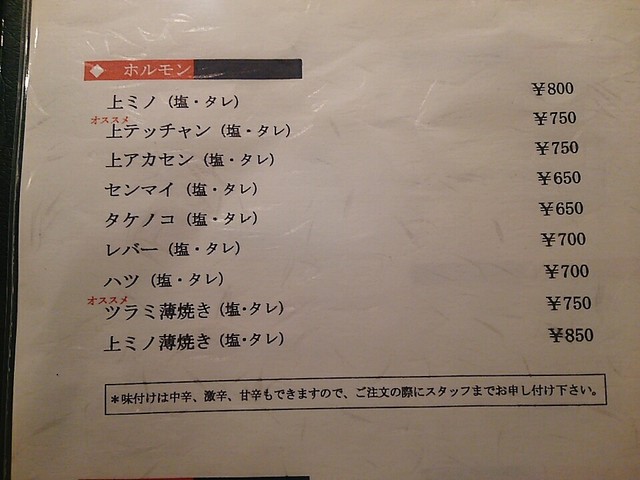 ◆ ホルモン
上ミノ (塩・タレ) ¥800
オススメ
上テッチャン (塩・タレ) ¥750
上アカセン (塩・タレ) ¥750
センマイ (塩・タレ) ¥650
タケノコ (塩・タレ) ¥650
レバー (塩・タレ) ¥700
ハツ (塩・タレ) ¥700
オススメ
ツラミ薄焼き (塩・タレ) ¥750
上ミノ薄焼き (塩・タレ) ¥850
＊味付けは中辛、激辛、甘辛もできますので、ご注文の際にスタッフまでお申し付け下さい。